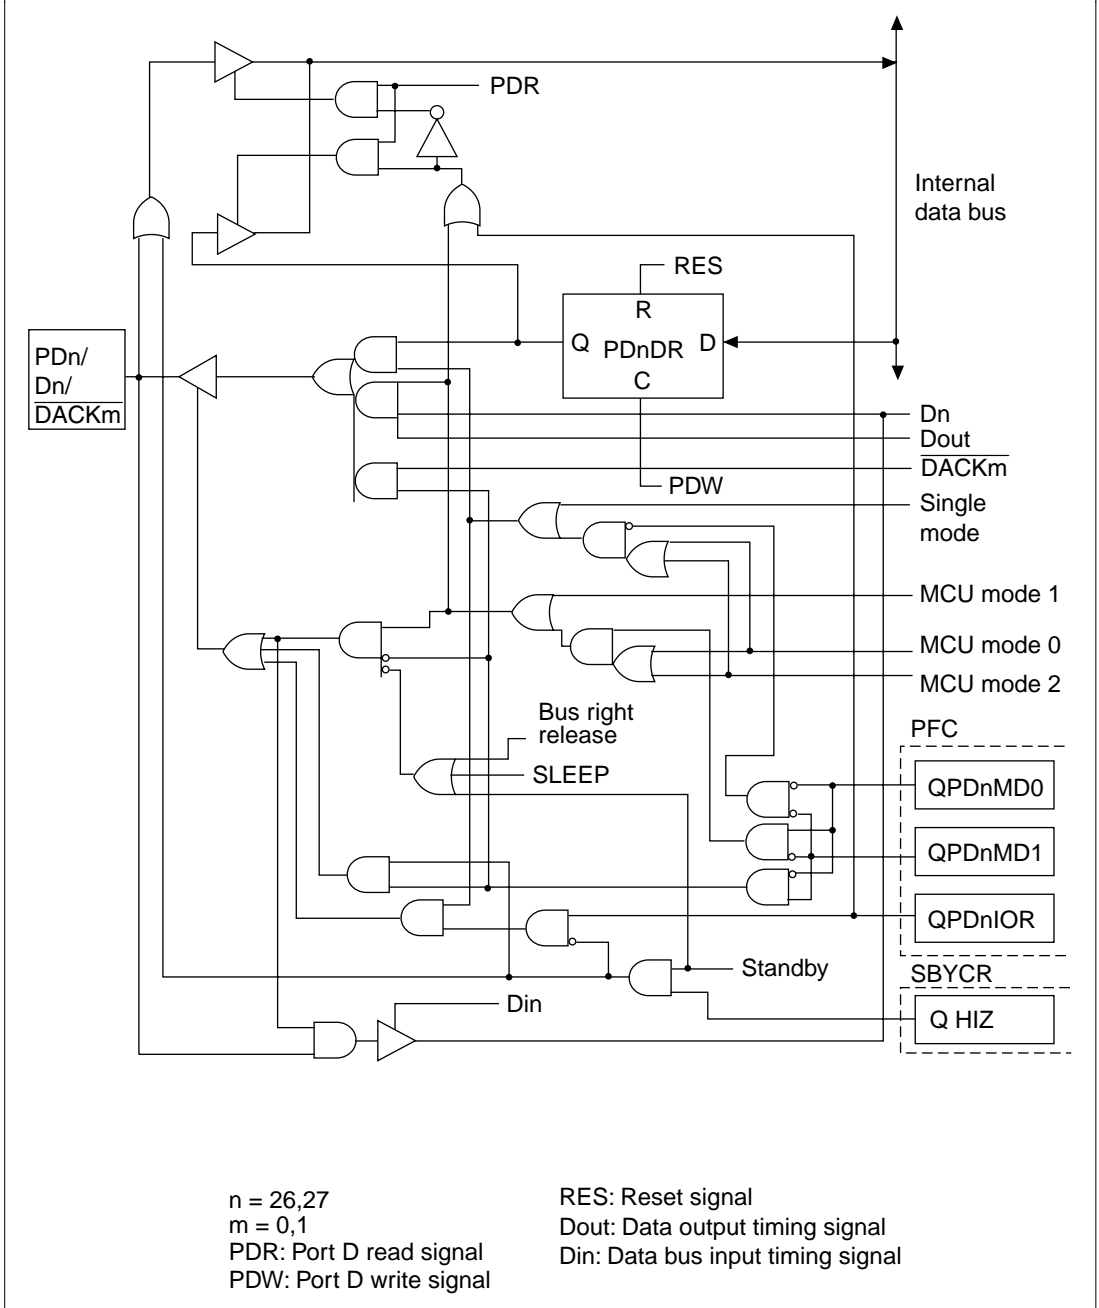 PDR
Internal
data bus
RES
R
Q
PDnDR
D
C
PDn/
Dn/
DACKm
Dn
Dout
DACKm
PDW
Single
mode
MCU mode 1
MCU mode 0
MCU mode 2
Bus right
release
SLEEP
PFC
QPDnMD0
QPDnMD1
QPDnIOR
Standby
SBYCR
Din
Q HIZ
n = 26,27
m = 0,1
PDR: Port D read signal
PDW: Port D write signal
RES: Reset signal
Dout: Data output timing signal
Din: Data bus input timing signal